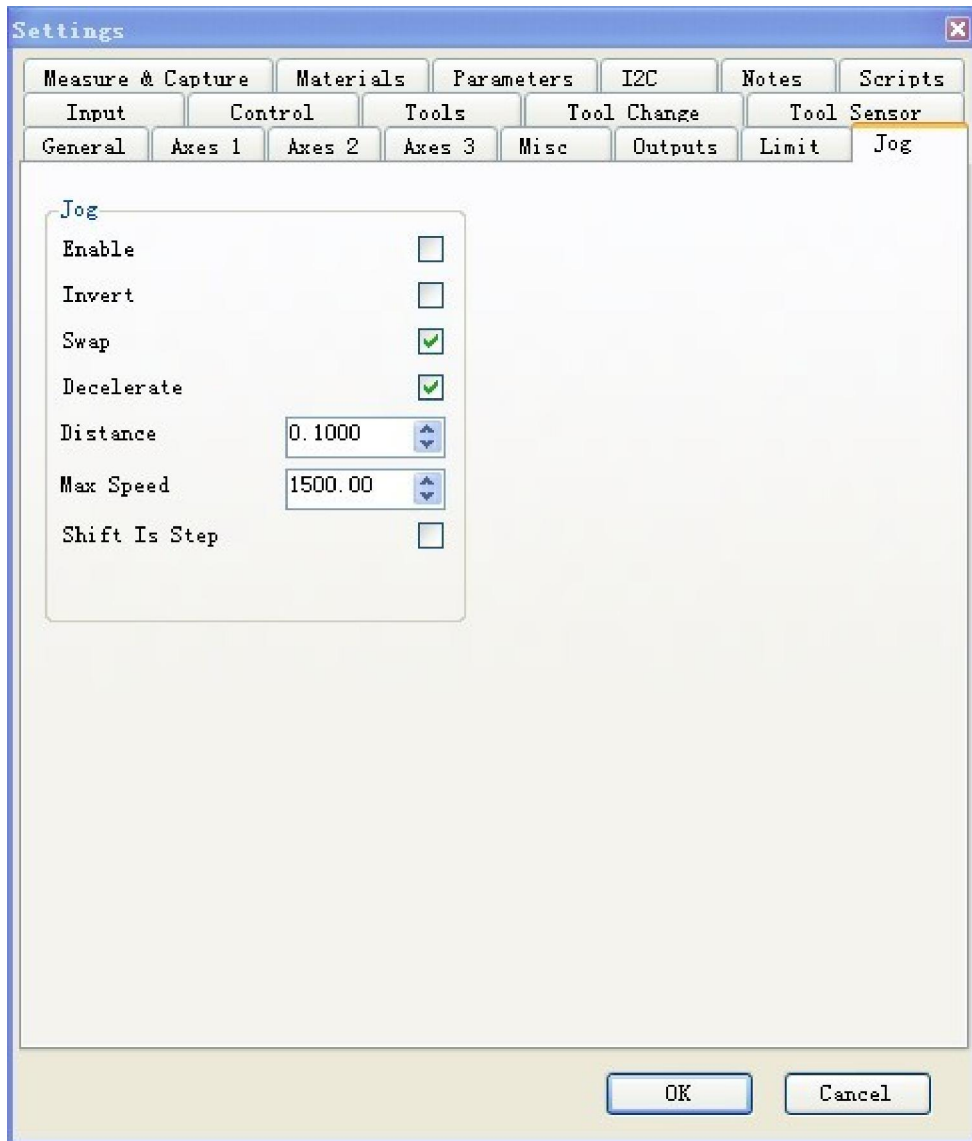 Settings
Measure & Capture Materials Parameters I2C Notes Scripts
Input Control Tools Tool Change Tool Sensor
General Axes 1 Axes 2 Axes 3 Misc Outputs Limit Jog
Jog
Enable
Invert
Swap
Decelerate
Distance 0.1000
Max Speed 1500.00
Shift Is Step
OK Cancel